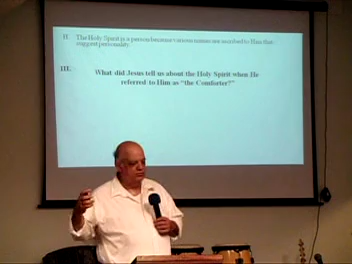 II. The Holy Spirit is a person because various names are ascribed to Him that
suggest personality.
III. What did Jesus tell us about the Holy Spirit when He
referred to Him as "the Comforter?"